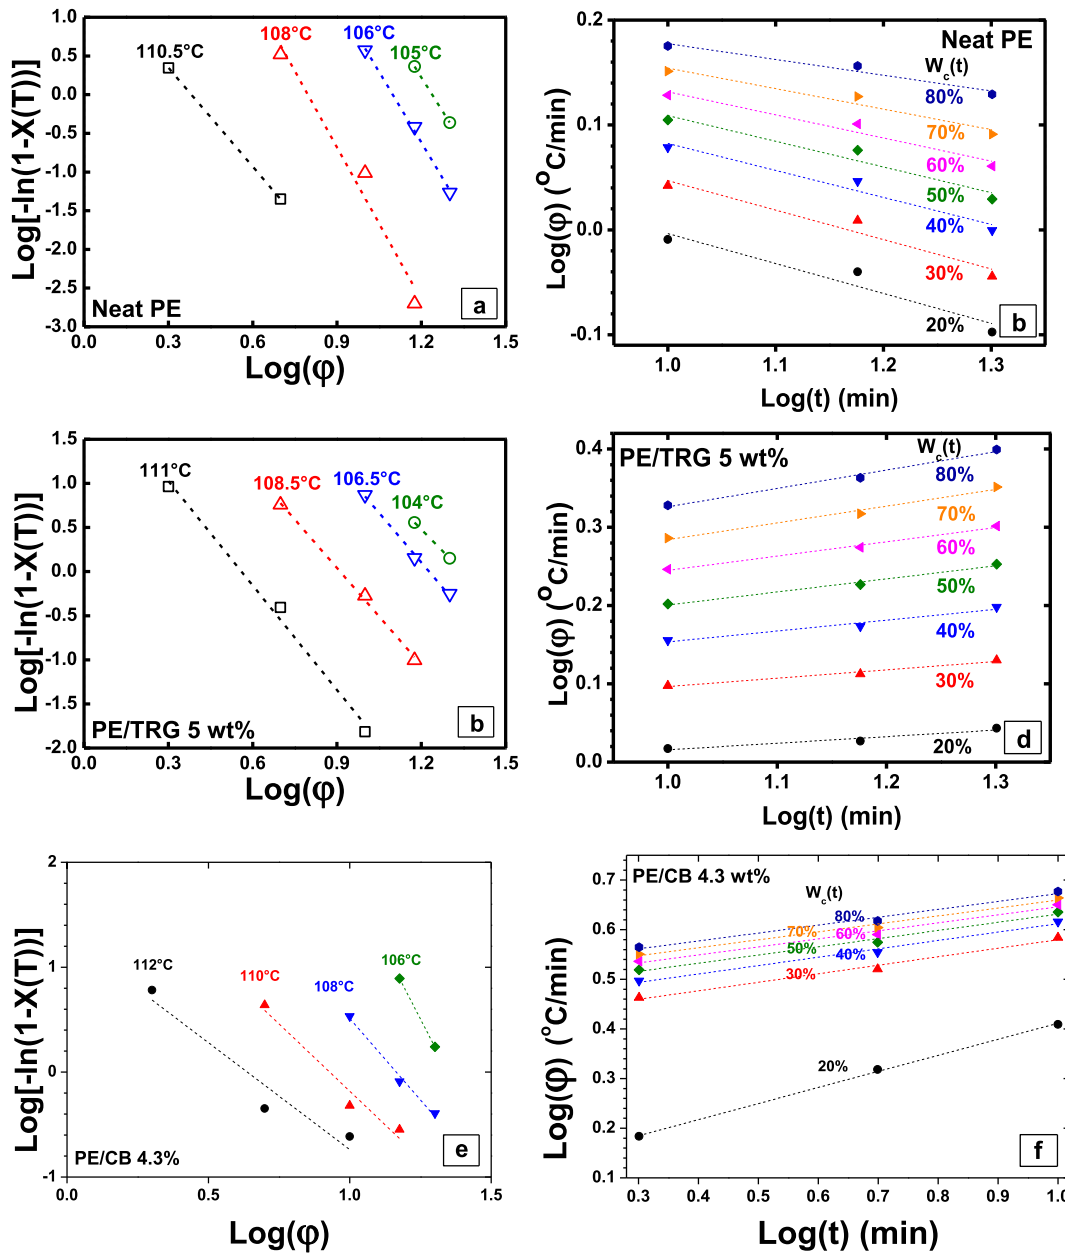 Log[-ln(1-X(T))]
1.0
0.5
0.0
-0.5
-1.0
-1.5
-2.0
-2.5
-3.0
110.5°C
108°C
106°C
105°C
Neat PE
a
0.0
0.3
0.6
0.9
1.2
1.5
Log(φ)
Log(φ) (°C/min)
0.2
0.1
0.0
-0.1
Neat PE
W_c(t)
80%
70%
60%
50%
40%
30%
20%
b
1.0
1.1
1.2
1.3
Log(t) (min)
Log[-ln(1-X(T))]
1.5
1.0
0.5
0.0
-0.5
-1.0
-1.5
-2.0
111°C
108.5°C
106.5°C
104°C
PE/TRG 5 wt%
b
0.0
0.3
0.6
0.9
1.2
1.5
Log(φ)
Log(φ) (°C/min)
0.4
0.3
0.2
0.1
0.0
PE/TRG 5 wt%
W_c(t)
80%
70%
60%
50%
40%
30%
20%
d
1.0
1.1
1.2
1.3
Log(t) (min)
Log[-ln(1-X(T))]
2
1
0
-1
112°C
110°C
108°C
106°C
PE/CB 4.3%
e
0.0
0.5
1.0
1.5
Log(φ)
Log(φ) (°C/min)
0.7
0.6
0.5
0.4
0.3
0.2
0.1
PE/CB 4.3 wt%
W_c(t)
80%
70%
60%
50%
40%
30%
20%
f
0.3
0.4
0.5
0.6
0.7
0.8
0.9
1.0
Log(t) (min)